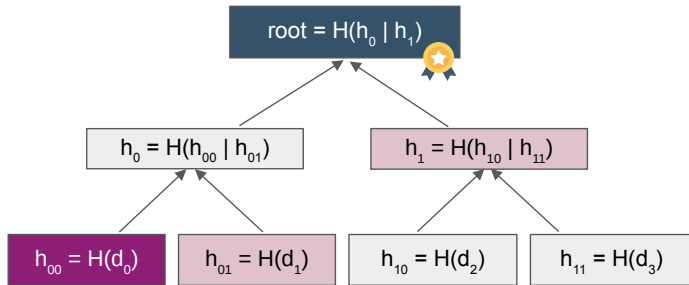 root = H(h₀ | h₁)
h₀ = H(h₀₀ | h₀₁)
h₁ = H(h₁₀ | h₁₁)
h₀₀ = H(d₀)
h₀₁ = H(d₁)
h₁₀ = H(d₂)
h₁₁ = H(d₃)